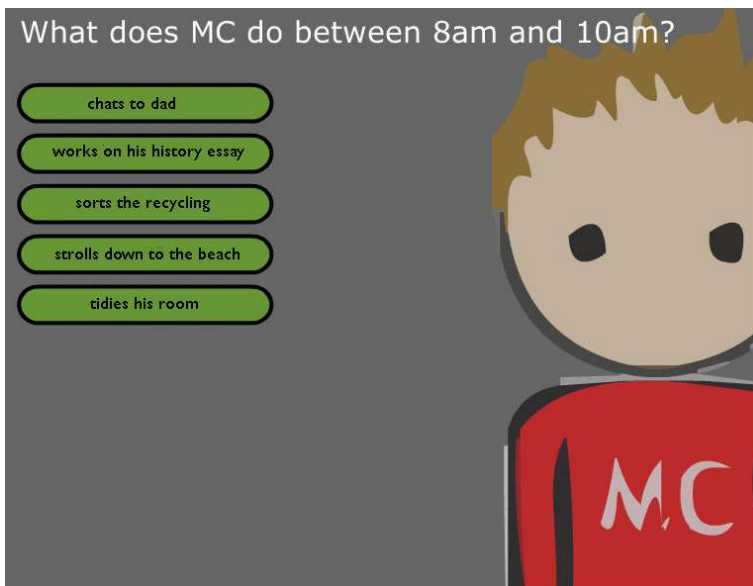 What does MC do between 8am and 10am?
chats to dad
works on his history essay
sorts the recycling
strolls down to the beach
tidies his room
MC